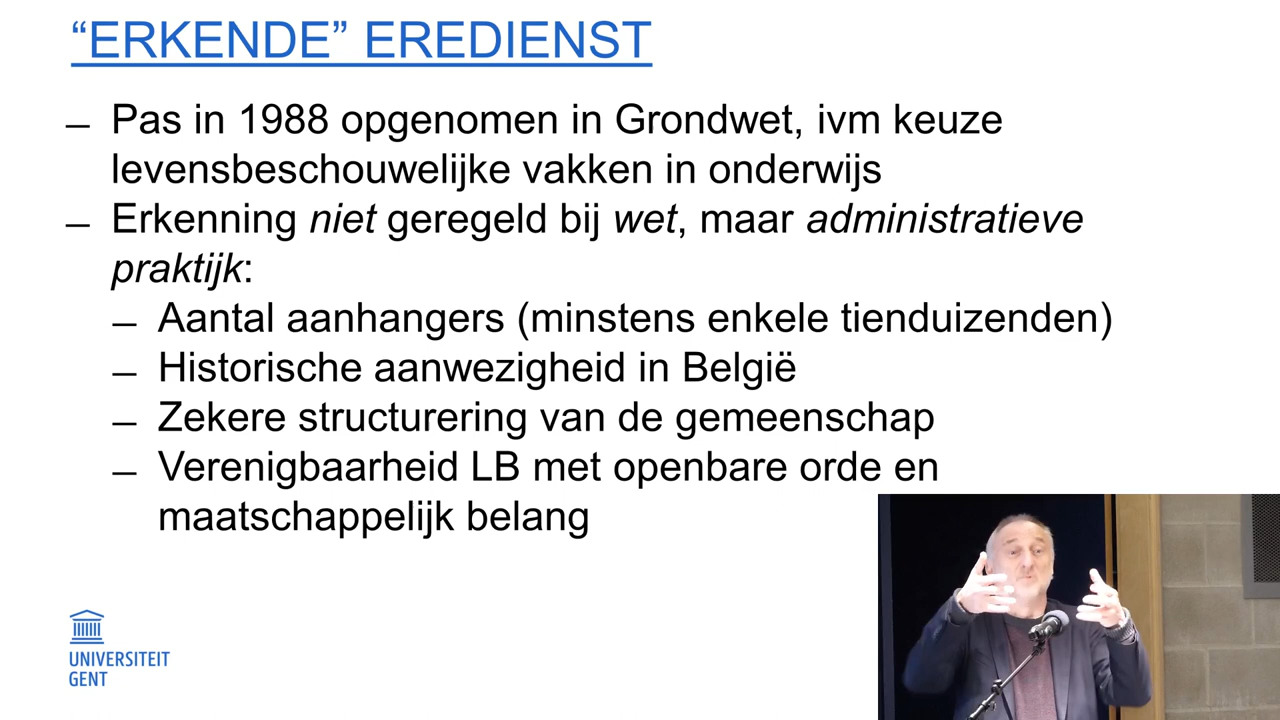 “ERKENDE” EREDIENST
– Pas in 1988 opgenomen in Grondwet, ivm keuze
levensbeschouwelijke vakken in onderwijs
– Erkenning niet geregeld bij wet, maar administratieve
praktijk:
– Aantal aanhangers (minstens enkele tienduizenden)
– Historische aanwezigheid in België
– Zekere structurering van de gemeenschap
– Verenigbaarheid LB met openbare orde en
maatschappelijk belang
UNIVERSITEIT
GENT